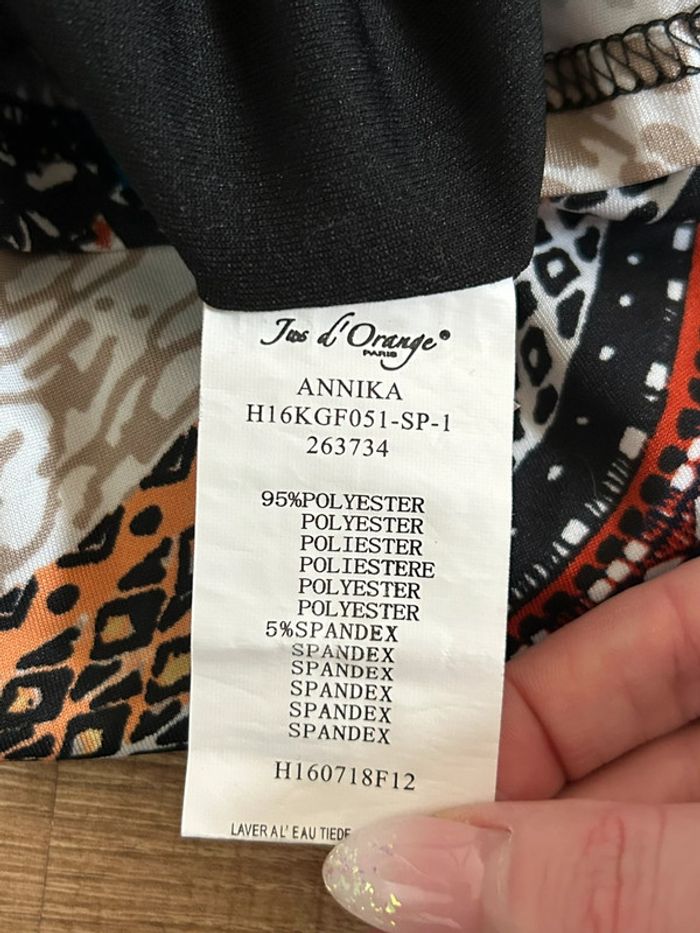 Jus d'Orange®
PARIS
ANNIKA
H16KGF051-SP-1
263734
95%POLYESTER
POLYESTER
POLIESTER
POLIESTERE
POLYESTER
POLYESTER
5%SPANDEX
SPANDEX
SPANDEX
SPANDEX
SPANDEX
SPANDEX
H160718F12
LAVER A L' EAU TIEDE